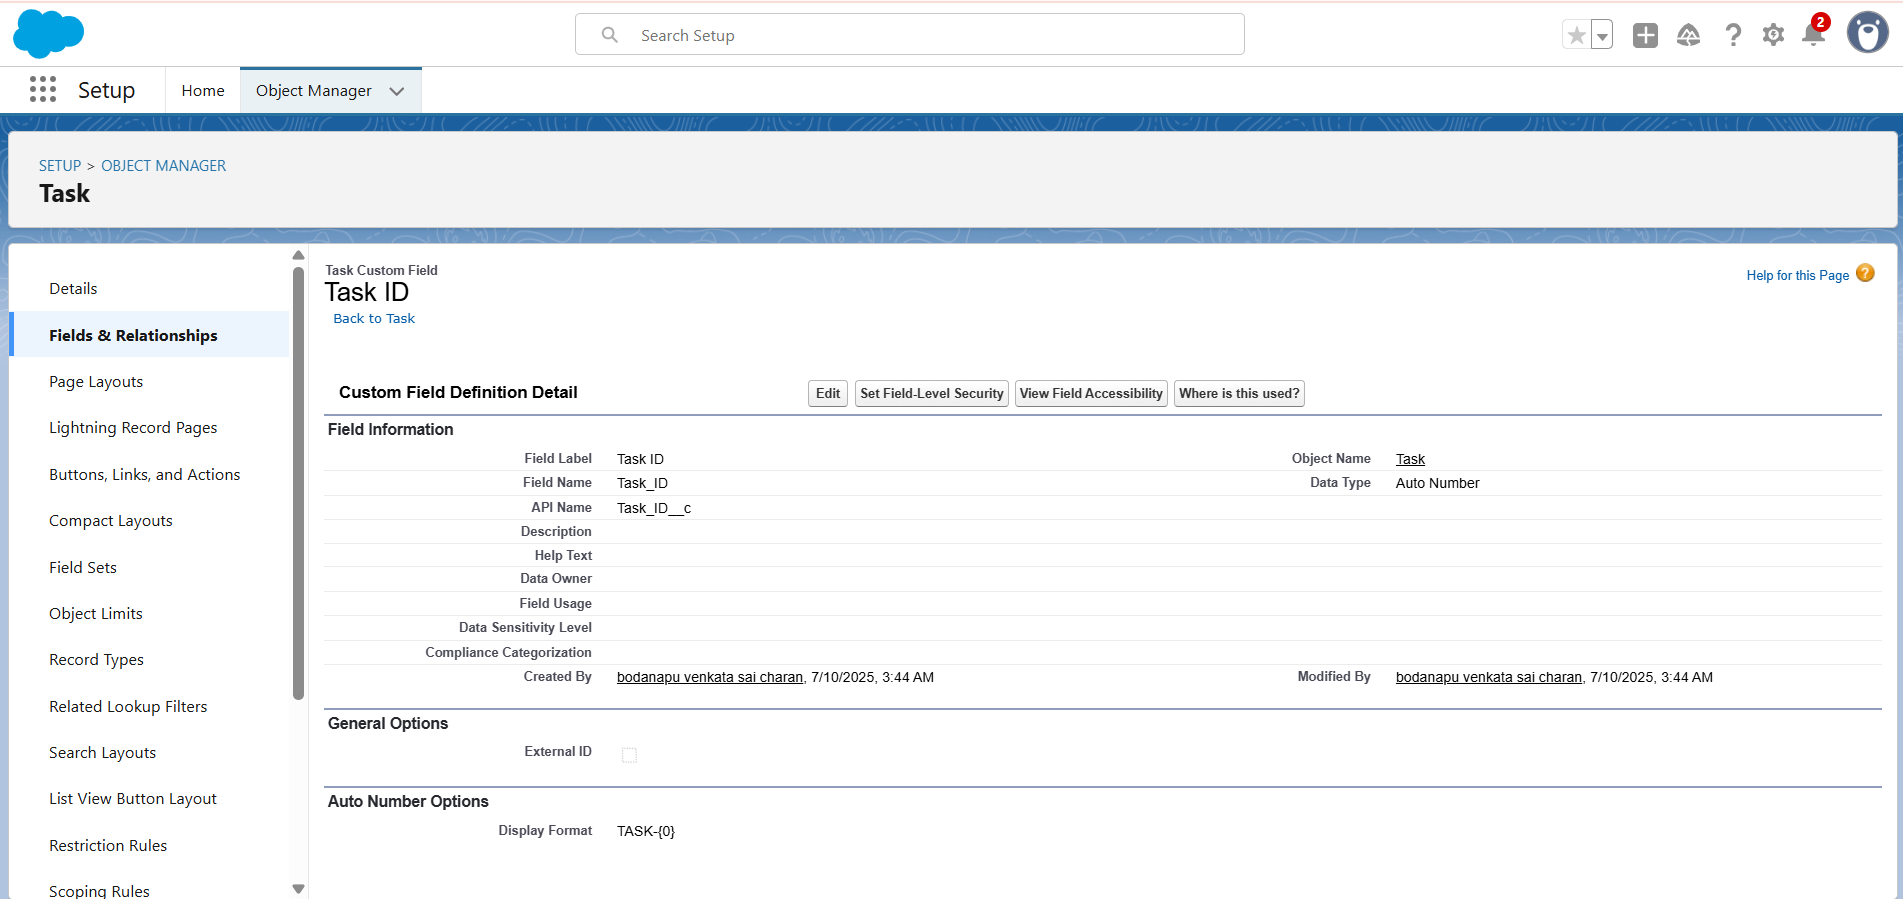 Search Setup
2
Setup
Home
Object Manager
SETUP > OBJECT MANAGER
Task
Details
Fields & Relationships
Page Layouts
Lightning Record Pages
Buttons, Links, and Actions
Compact Layouts
Field Sets
Object Limits
Record Types
Related Lookup Filters
Search Layouts
List View Button Layout
Restriction Rules
Scoping Rules
Task Custom Field
Task ID
Back to Task
Help for this Page ?
Custom Field Definition Detail Edit Set Field-Level Security View Field Accessibility Where is this used?
Field Information
Field Label Task ID Object Name Task
Field Name Task_ID Data Type Auto Number
API Name Task_ID__c
Description
Help Text
Data Owner
Field Usage
Data Sensitivity Level
Compliance Categorization
Created By bodanapu venkata sai charan, 7/10/2025, 3:44 AM Modified By bodanapu venkata sai charan, 7/10/2025, 3:44 AM
General Options
External ID
Auto Number Options
Display Format TASK-{0}